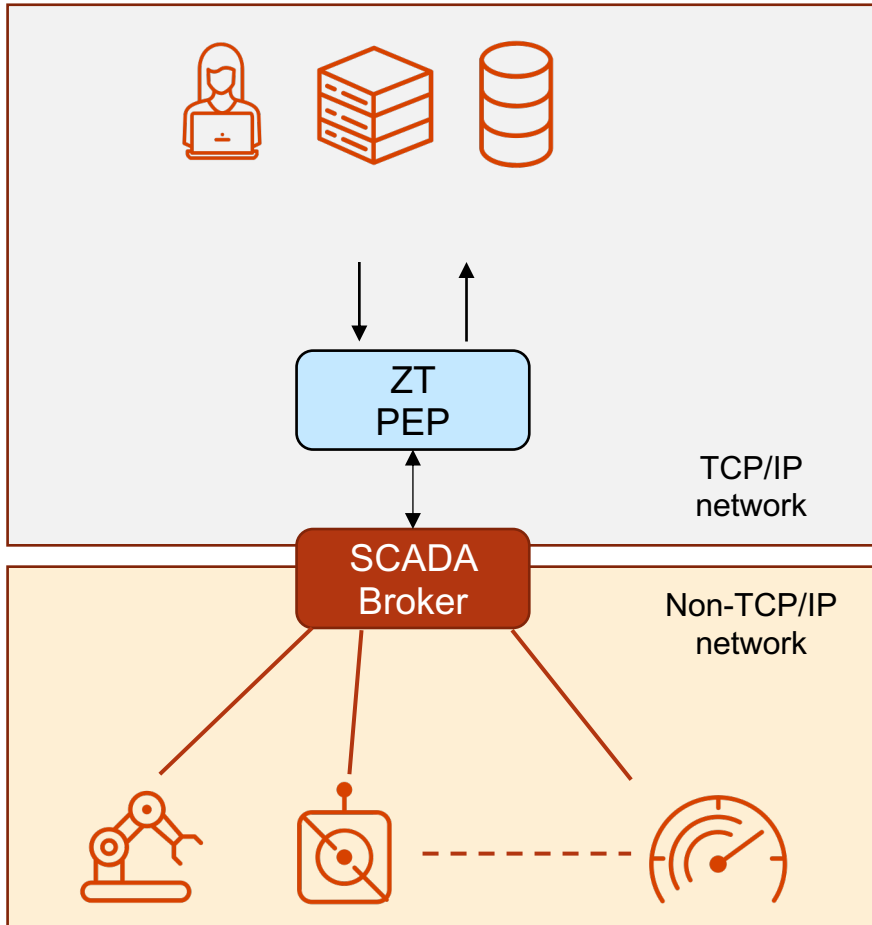 ZT
PEP
TCP/IP
network
SCADA
Broker
Non-TCP/IP
network